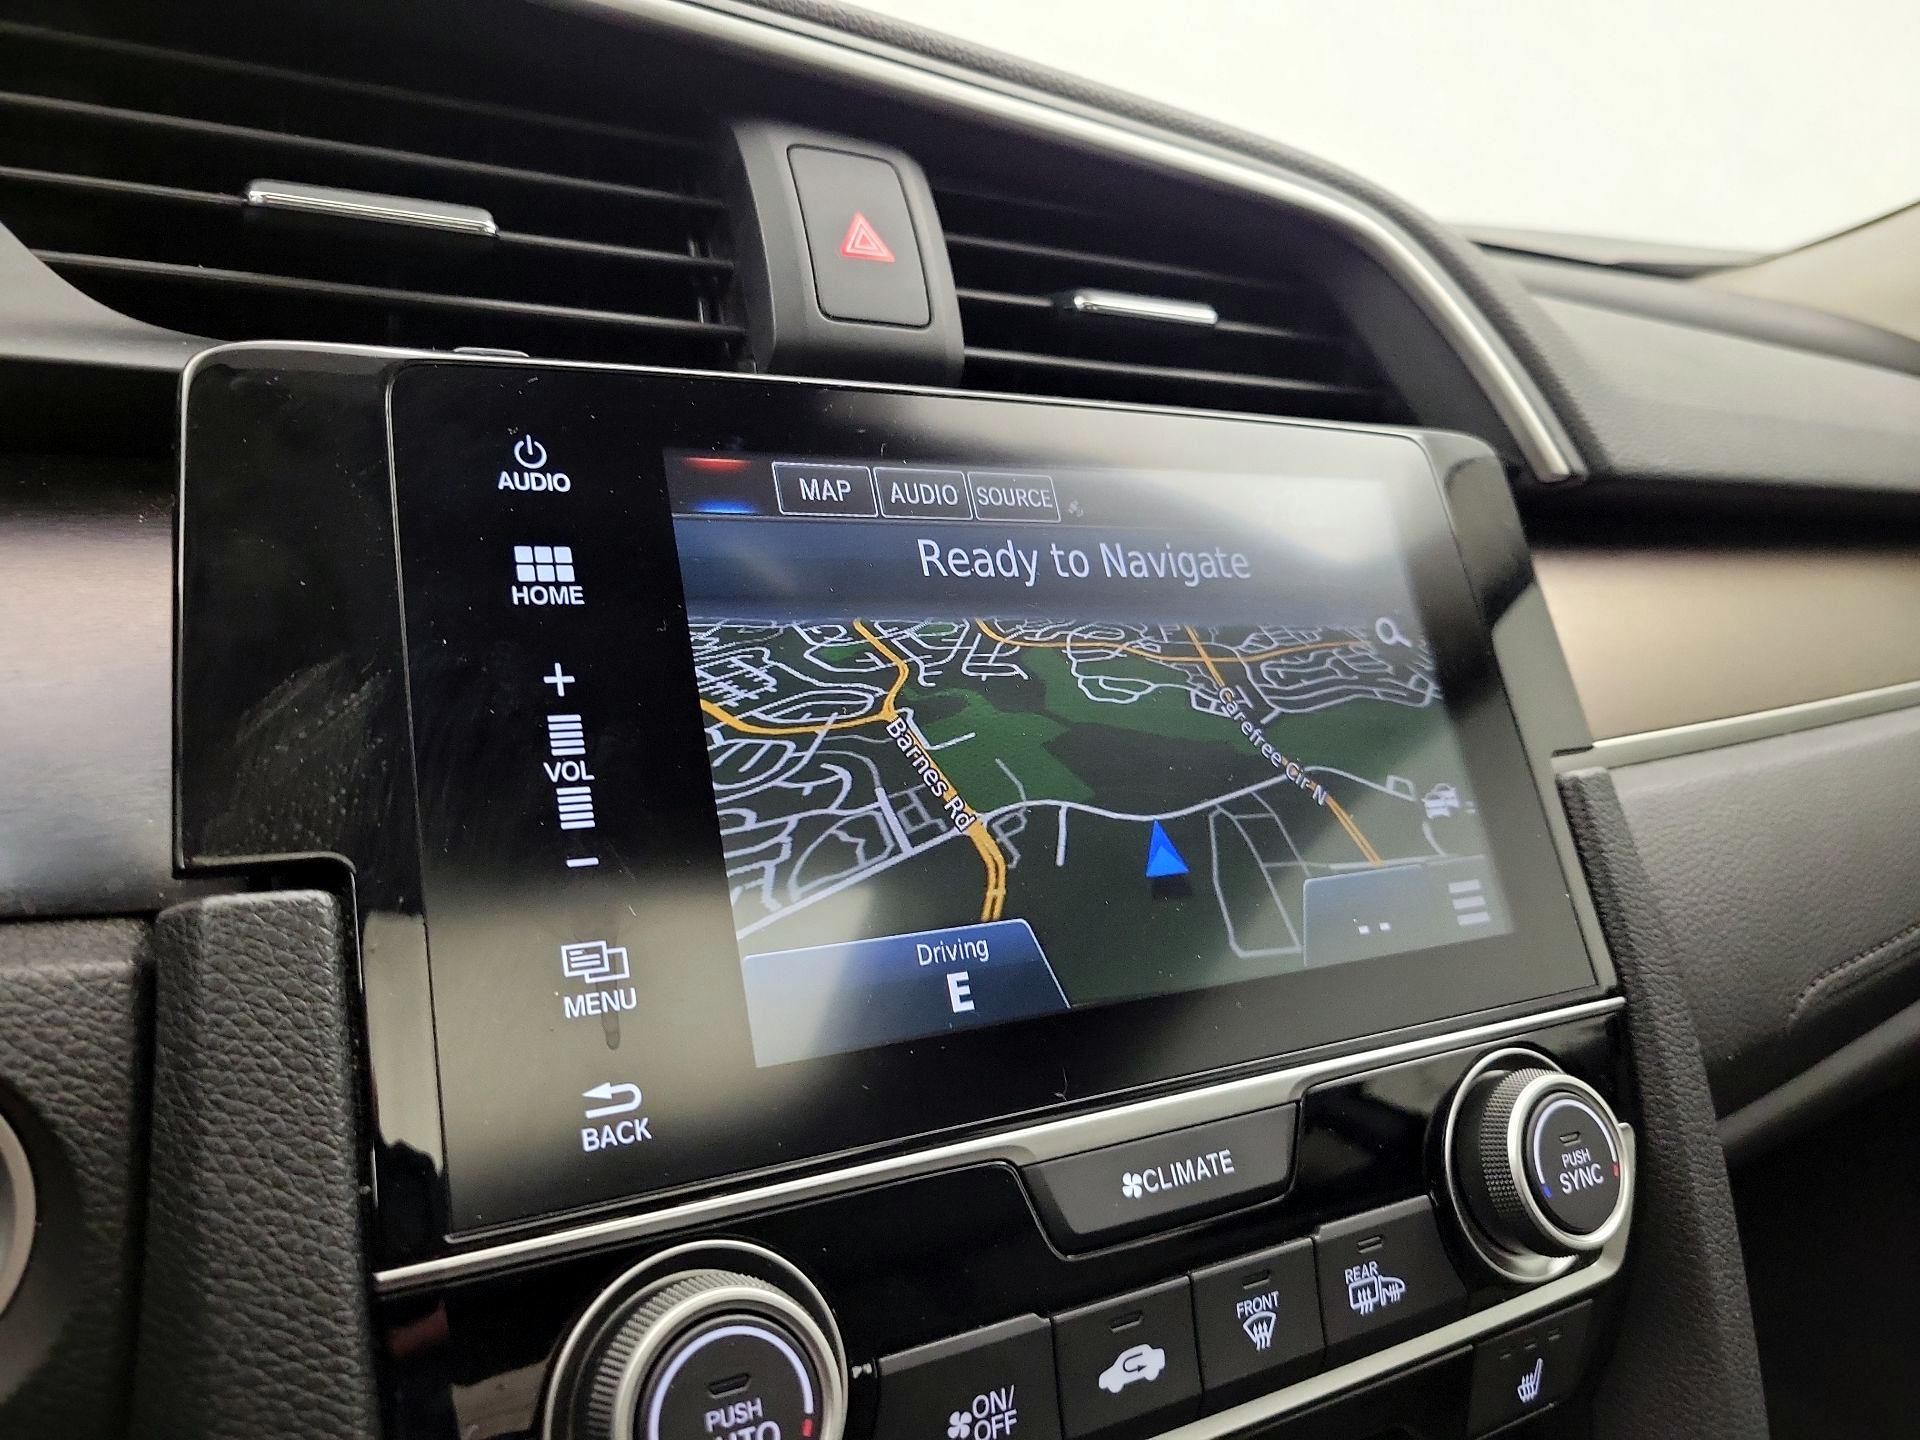 AUDIO
HOME
+
VOL
-
MENU
BACK
MAP AUDIO SOURCE
Ready to Navigate
Barnes Rd
Carefree Cir N
Driving
E
--
CLIMATE
PUSH
SYNC
PUSH
ON/
OFF
FRONT
REAR